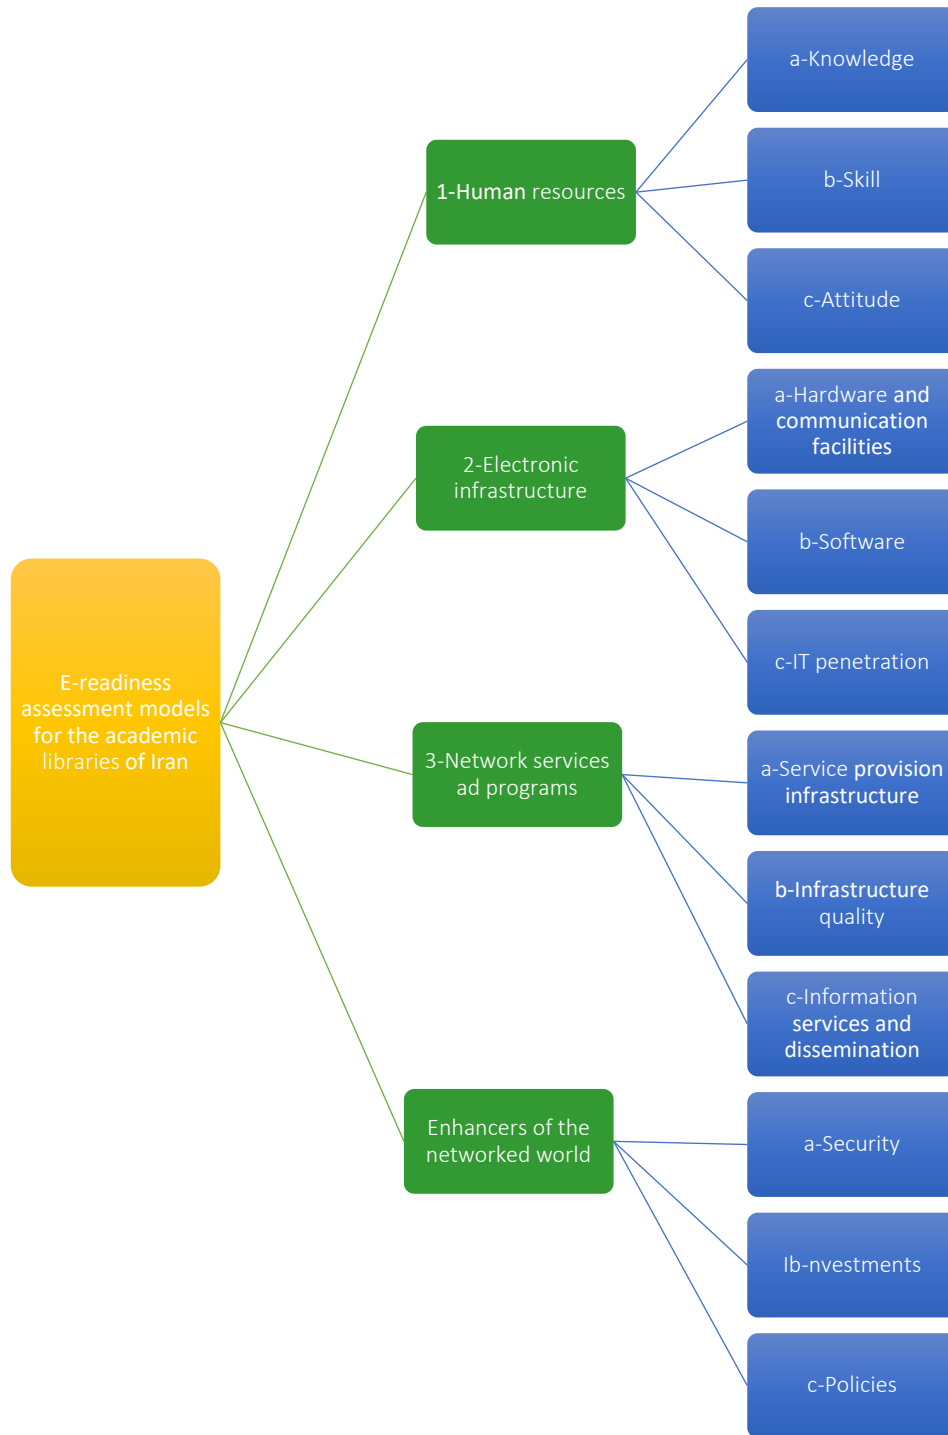 a-Knowledge
1-Human resources
b-Skill
c-Attitude
a-Hardware and
communication
facilities
2-Electronic
infrastructure
b-Software
c-IT penetration
E-readiness
assessment models
for the academic
libraries of Iran
3-Network services
ad programs
a-Service provision
infrastructure
b-Infrastructure
quality
c-Information
services and
dissemination
Enhancers of the
networked world
a-Security
Ib-nvestments
c-Policies